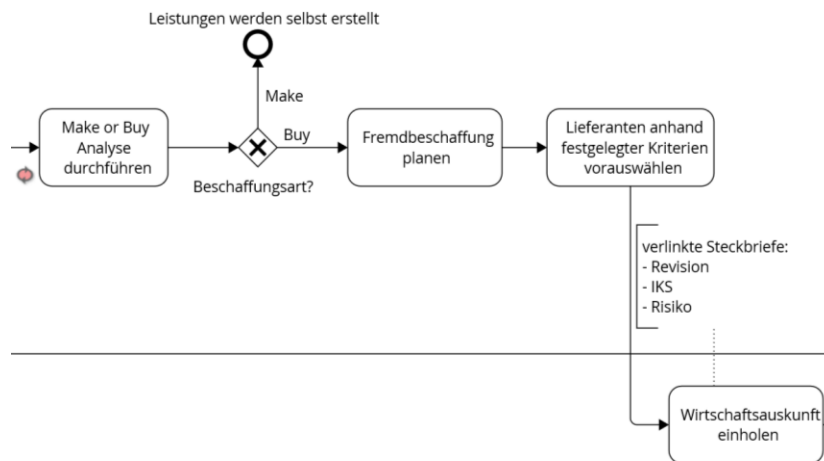 Leistungen werden selbst erstellt
Make
Make or Buy
Analyse
durchführen
Buy
Beschaffungsart?
Fremdbeschaffung
planen
Lieferanten anhand
festgelegter Kriterien
vorauswählen
verlinkte Steckbriefe:
- Revision
- IKS
- Risiko
Wirtschaftsauskunft
einholen